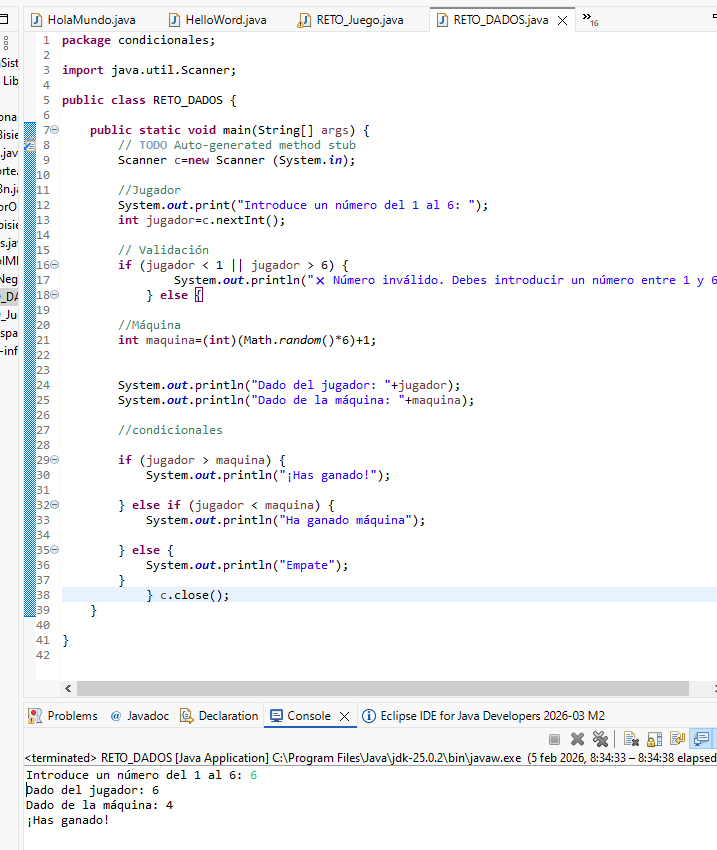 HolaMundo.java HelloWord.java RETO_Juego.java RETO_DADOS.java »16
1 package condicionales;
2
3 import java.util.Scanner;
4
5 public class RETO_DADOS {
6
7 public static void main(String[] args) {
8 // TODO Auto-generated method stub
9 Scanner c=new Scanner (System.in);
10
11 //Jugador
12 System.out.print("Introduce un número del 1 al 6: ");
13 int jugador=c.nextInt();
14
15 // Validación
16 if (jugador < 1 || jugador > 6) {
17 System.out.println("❌ Número inválido. Debes introducir un número entre 1 y 6
18 } else {
19
20 //Máquina
21 int maquina=(int)(Math.random()*6)+1;
22
23
24 System.out.println("Dado del jugador: "+jugador);
25 System.out.println("Dado de la máquina: "+maquina);
26
27 //condicionales
28
29 if (jugador > maquina) {
30 System.out.println("¡Has ganado!");
31
32 } else if (jugador < maquina) {
33 System.out.println("Ha ganado máquina");
34
35 } else {
36 System.out.println("Empate");
37 }
38 } c.close();
39 }
40
41 }
42
Problems @ Javadoc Declaration Console Eclipse IDE for Java Developers 2026-03 M2
<terminated> RETO_DADOS [Java Application] C:\Program Files\Java\jdk-25.0.2\bin\javaw.exe (5 feb 2026, 8:34:33 – 8:34:38 elapsed
Introduce un número del 1 al 6: 6
Dado del jugador: 6
Dado de la máquina: 4
¡Has ganado!